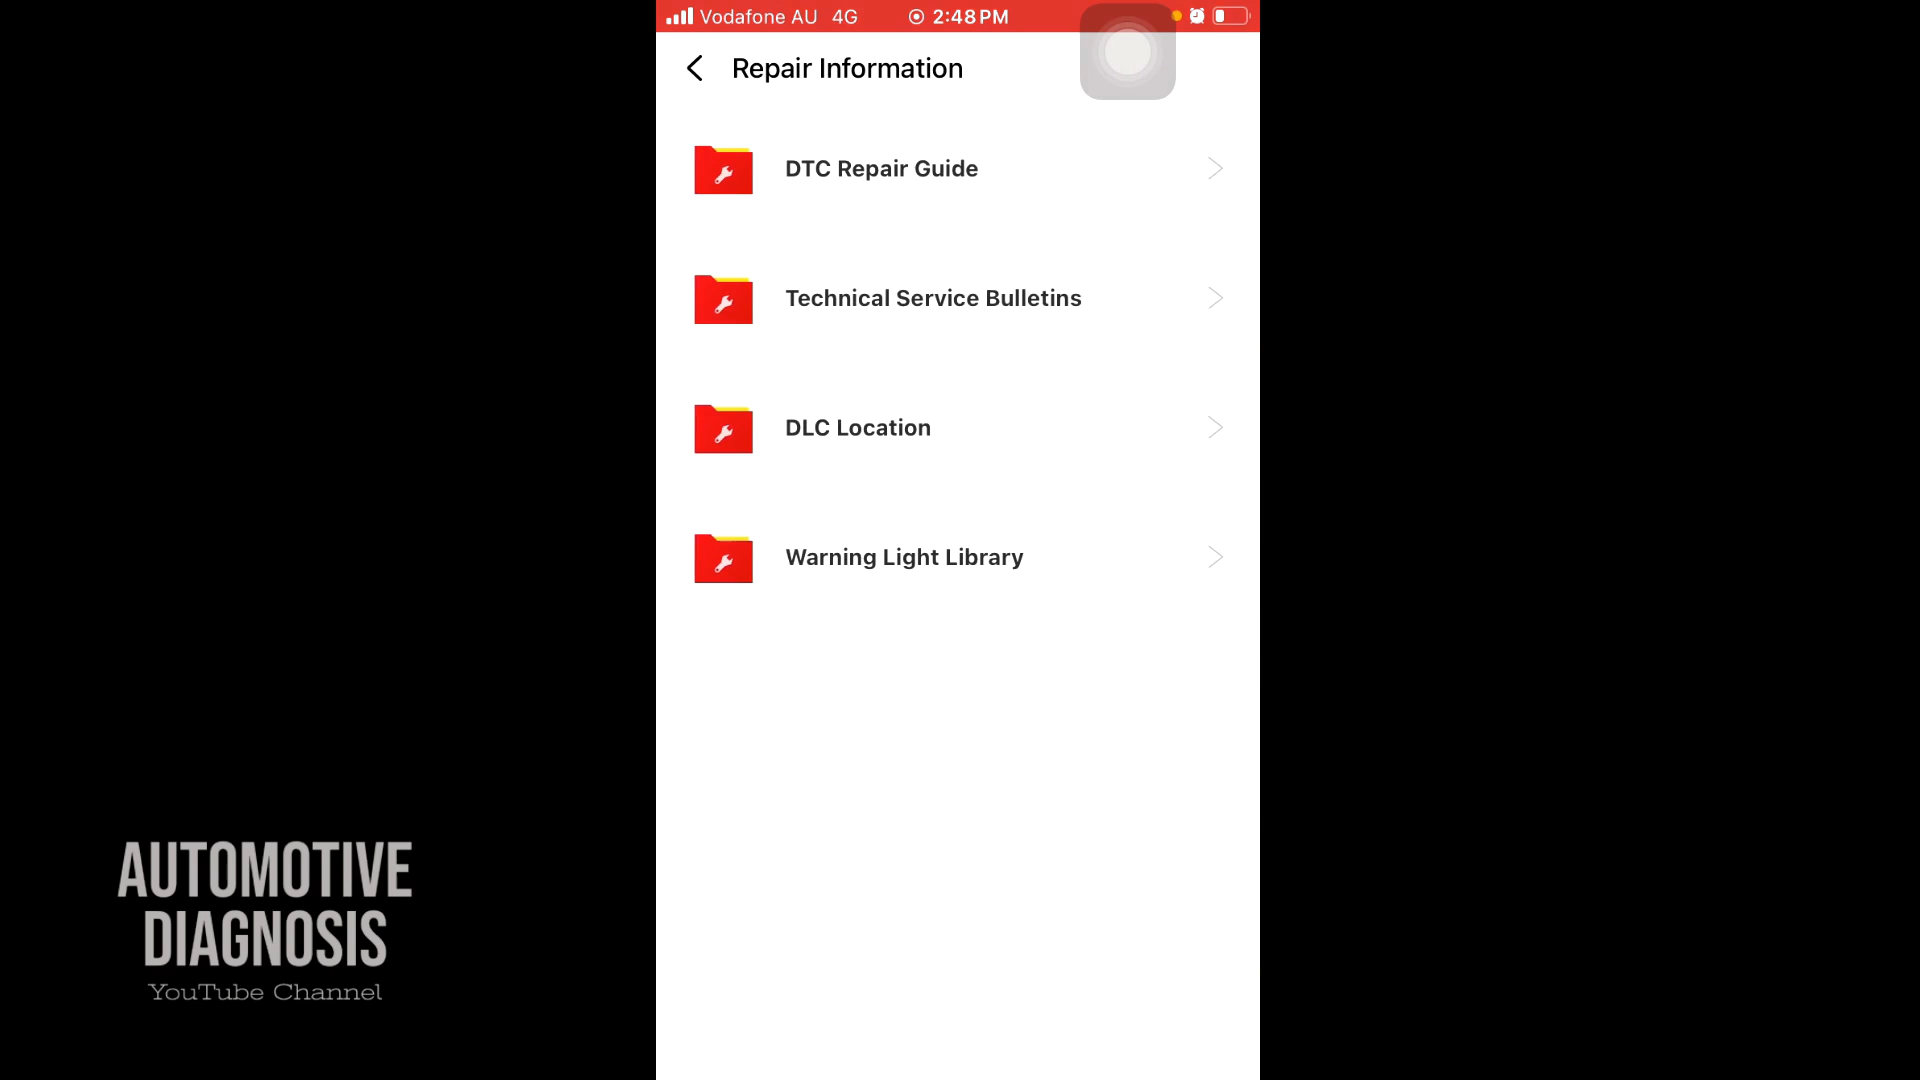 Vodafone AU 4G 2:48 PM
Repair Information
DTC Repair Guide
Technical Service Bulletins
DLC Location
Warning Light Library
AUTOMOTIVE
DIAGNOSIS
YouTube Channel